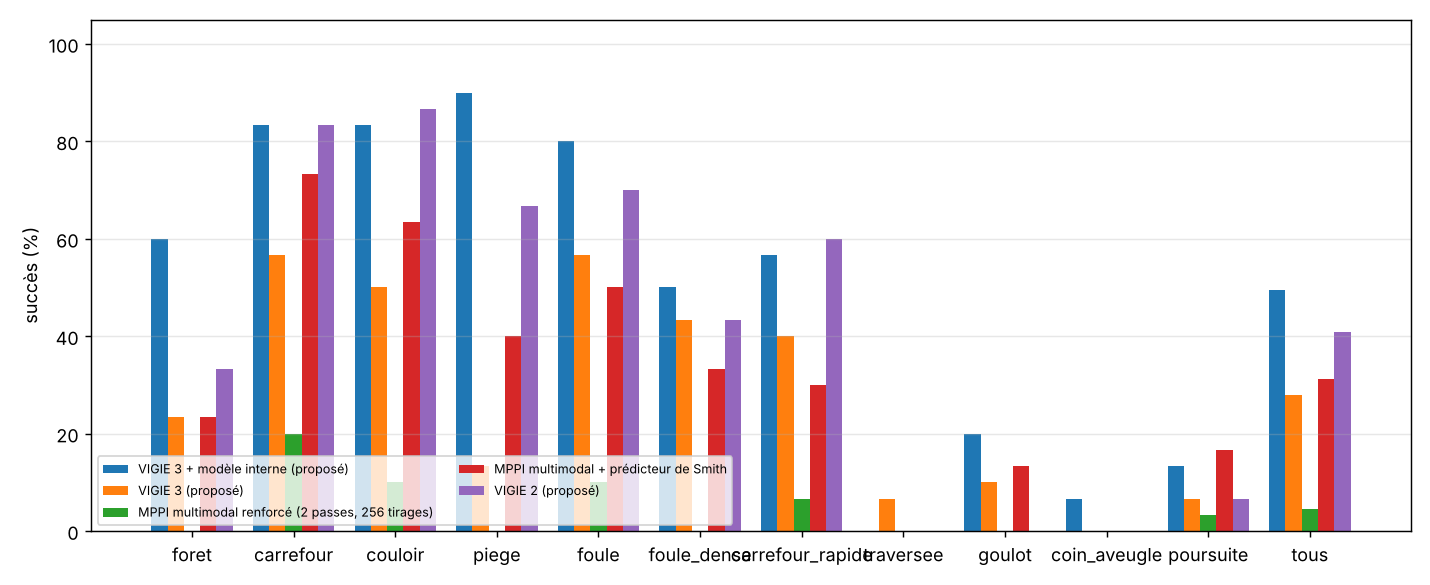 100
80
60
40
20
0
succès (%)
VIGIE 3 + modèle interne (proposé)
VIGIE 3 (proposé)
MPPI multimodal renforcé (2 passes, 256 tirages)
MPPI multimodal + prédicteur de Smith
VIGIE 2 (proposé)
foret carrefour couloir piege foule foule_dense carrefour_rapide traversee goulot coin_aveugle poursuite tous